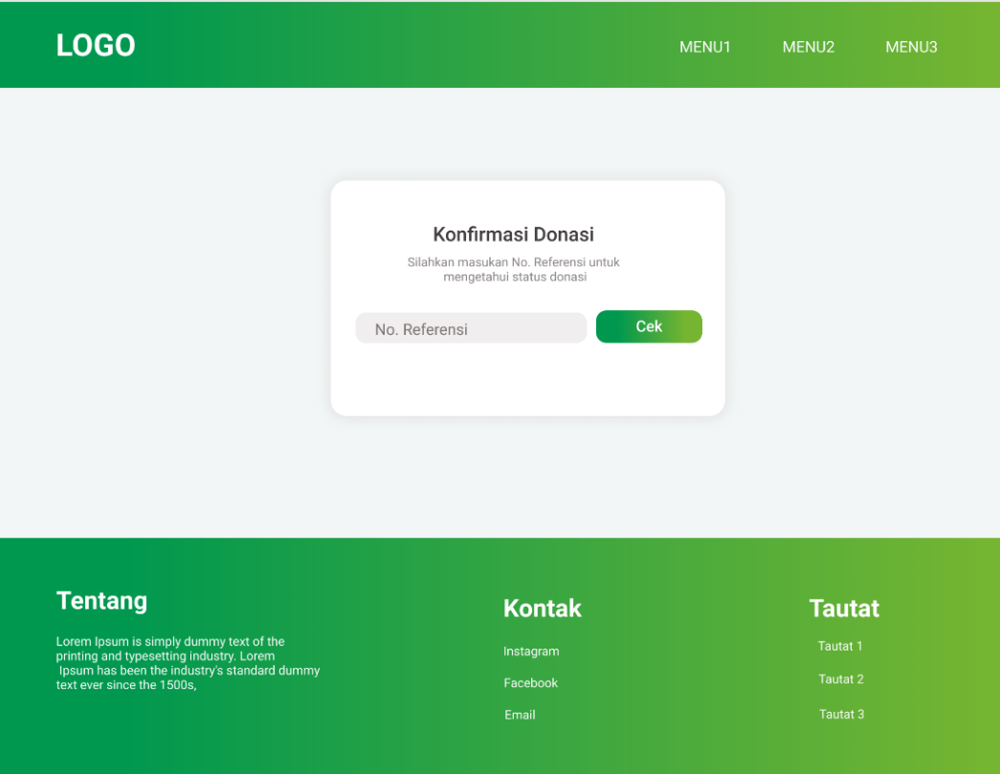 LOGO
MENU1
MENU2
MENU3
Konfirmasi Donasi
Silahkan masukan No. Referensi untuk
mengetahui status donasi
No. Referensi
Cek
Tentang
Lorem Ipsum is simply dummy text of the
printing and typesetting industry. Lorem
Ipsum has been the industry's standard dummy
text ever since the 1500s,
Kontak
Instagram
Facebook
Email
Tautat
Tautat 1
Tautat 2
Tautat 3